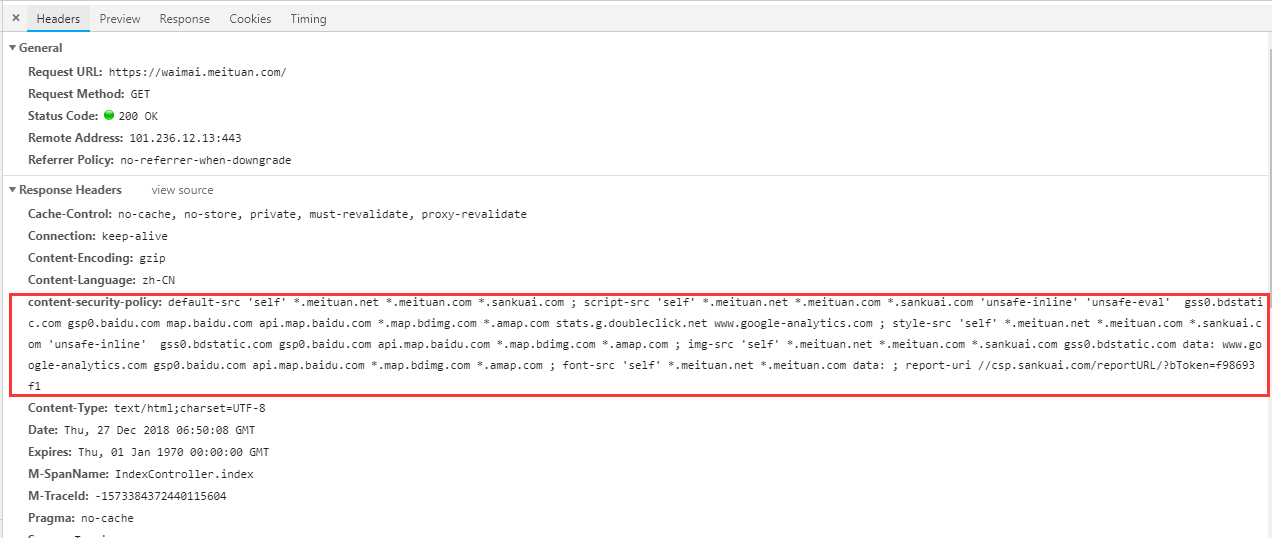 × Headers Preview Response Cookies Timing
▼General
Request URL: https://waimai.meituan.com/
Request Method: GET
Status Code: 200 OK
Remote Address: 101.236.12.13:443
Referrer Policy: no-referrer-when-downgrade
▼Response Headers view source
Cache-Control: no-cache, no-store, private, must-revalidate, proxy-revalidate
Connection: keep-alive
Content-Encoding: gzip
Content-Language: zh-CN
content-security-policy: default-src 'self' *.meituan.net *.meituan.com *.sankuai.com ; script-src 'self' *.meituan.net *.meituan.com *.sankuai.com 'unsafe-inline' 'unsafe-eval'  gss0.bdstati
c.com gsp0.baidu.com map.baidu.com api.map.baidu.com *.map.bdimg.com *.amap.com stats.g.doubleclick.net www.google-analytics.com ; style-src 'self' *.meituan.net *.meituan.com *.sankuai.c
om 'unsafe-inline'  gss0.bdstatic.com gsp0.baidu.com api.map.baidu.com *.map.bdimg.com *.amap.com ; img-src 'self' *.meituan.net *.meituan.com *.sankuai.com gss0.bdstatic.com data: www.go
ogle-analytics.com gsp0.baidu.com api.map.baidu.com *.map.bdimg.com *.amap.com ; font-src 'self' *.meituan.net *.meituan.com data: ; report-uri //csp.sankuai.com/reportURL/?bToken=f98693
f1
Content-Type: text/html;charset=UTF-8
Date: Thu, 27 Dec 2018 06:50:08 GMT
Expires: Thu, 01 Jan 1970 00:00:00 GMT
M-SpanName: IndexController.index
M-TraceId: -1573384372440115604
Pragma: no-cache